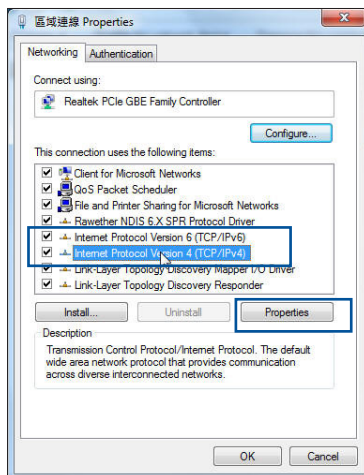 區域連線 Properties
Networking
Authentication
Connect using:
Realtek PCIe GBE Family Controller
Configure...
This connection uses the following items:
Client for Microsoft Networks
QoS Packet Scheduler
File and Printer Sharing for Microsoft Networks
Rawether NDIS 6.X SPR Protocol Driver
Internet Protocol Version 6 (TCP/IPv6)
Internet Protocol Version 4 (TCP/IPv4)
Link-Layer Topology Discovery Mapper I/O Driver
Link-Layer Topology Discovery Responder
Install...
Uninstall
Properties
Description
Transmission Control Protocol/Internet Protocol. The default
wide area network protocol that provides communication
across diverse interconnected networks.
OK
Cancel